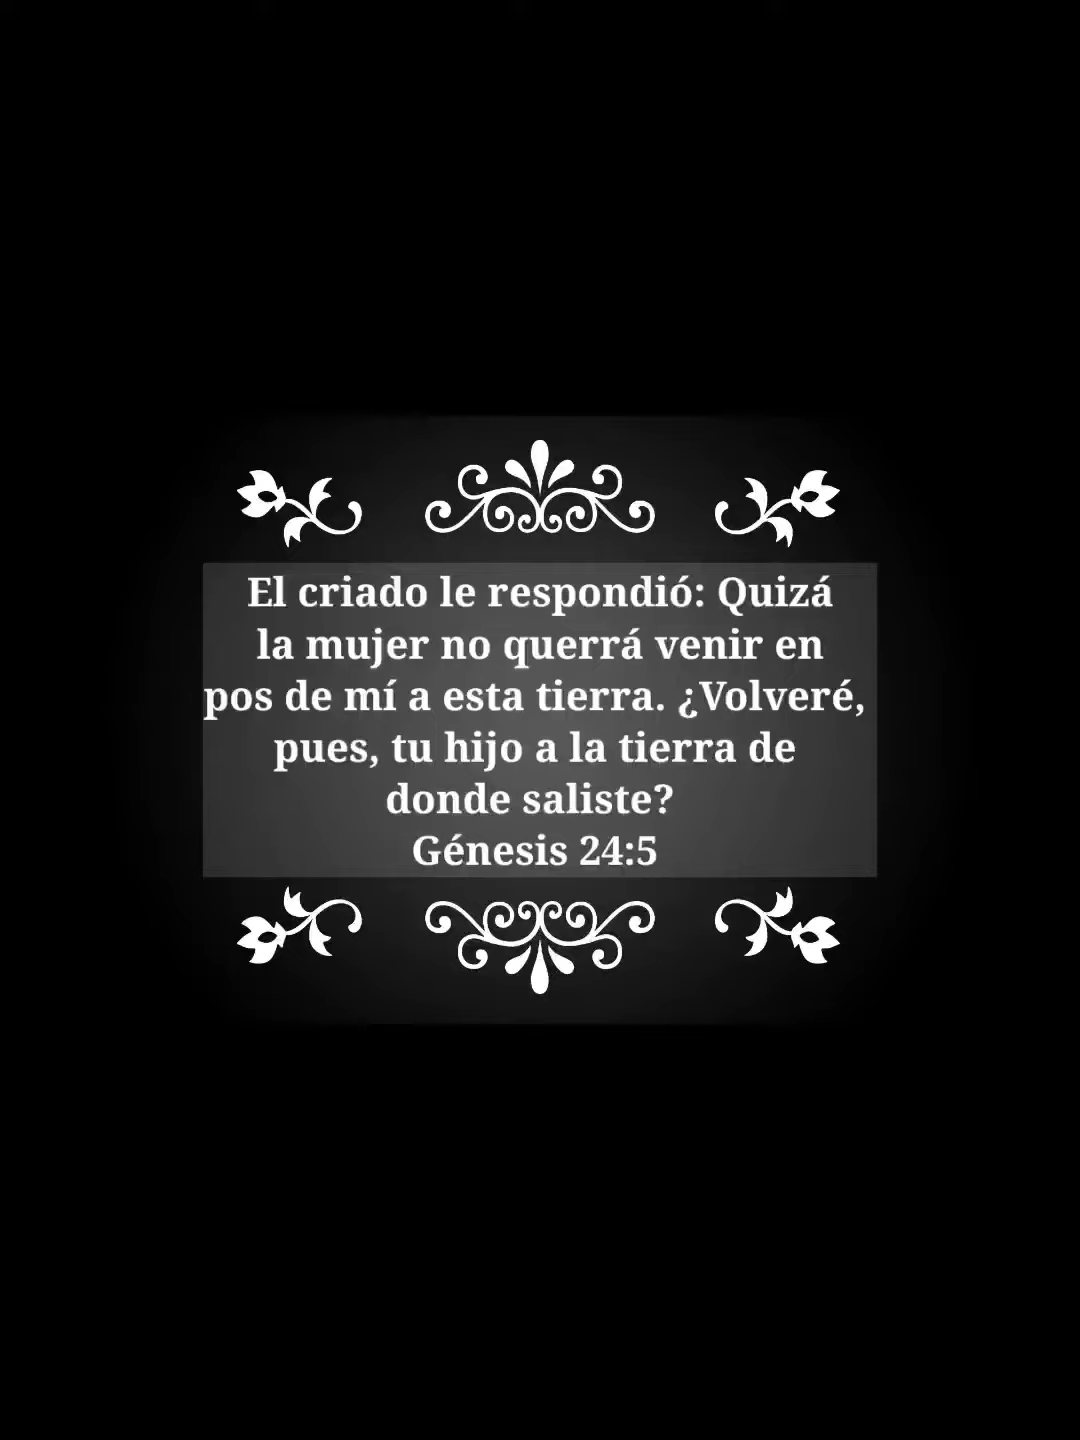 El criado le respondió: Quizá
la mujer no querrá venir en
pos de mí a esta tierra. ¿Volveré,
pues, tu hijo a la tierra de
donde saliste?
Génesis 24:5